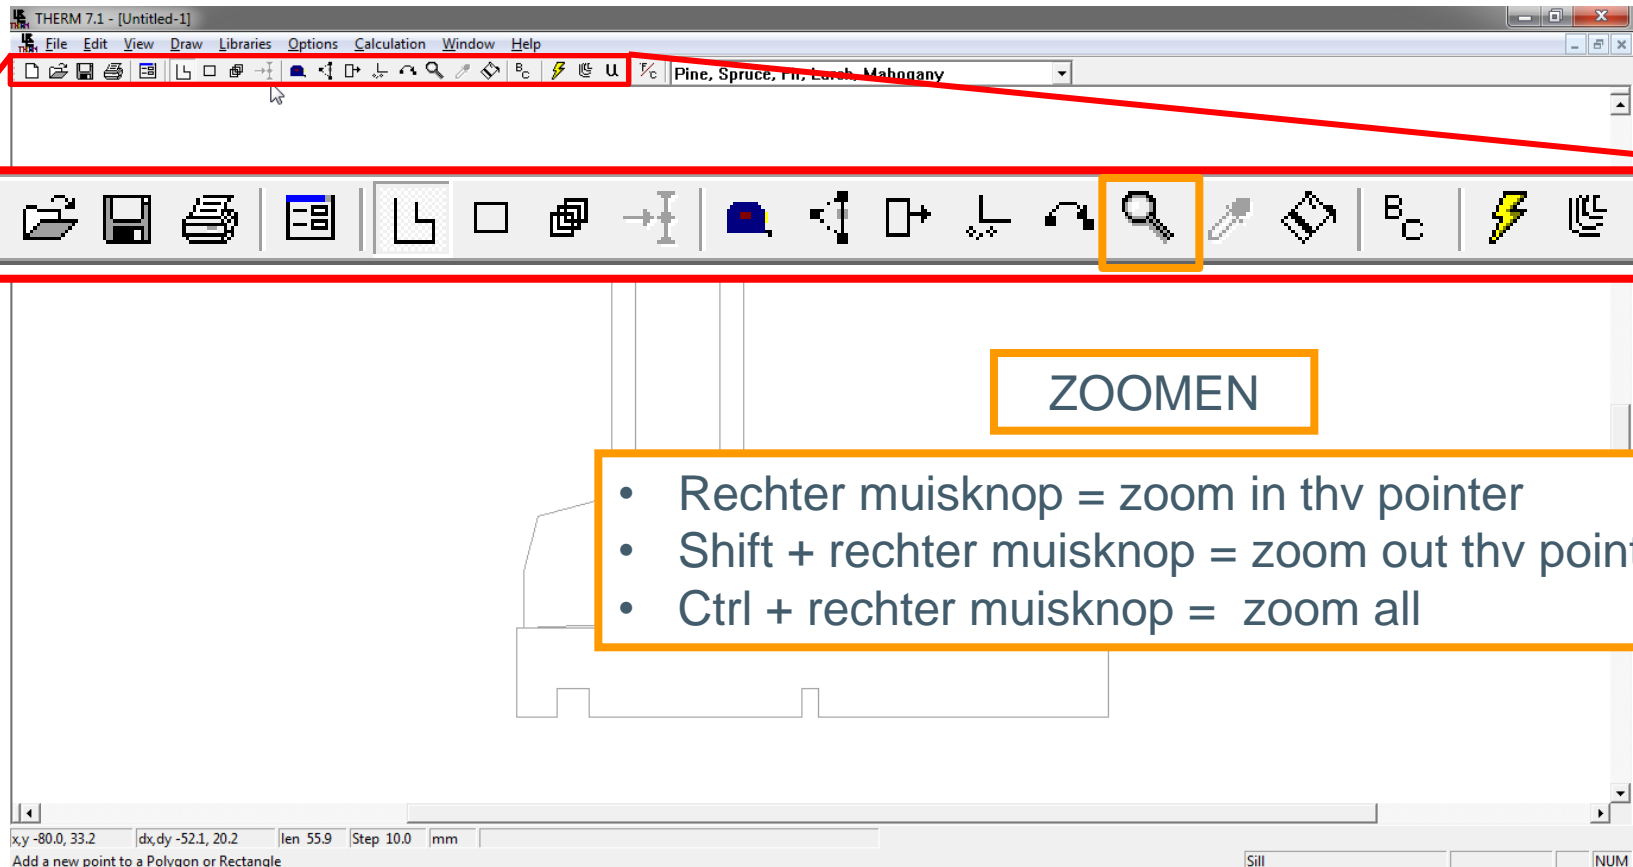 THERM 7.1 - [Untitled-1]
File Edit View Draw Libraries Options Calculation Window Help
BC U F/C Pine, Spruce, Fir, Larch, Mahogany
BC
ZOOMEN
• Rechter muisknop = zoom in thv pointer
• Shift + rechter muisknop = zoom out thv point
• Ctrl + rechter muisknop = zoom all
x,y -80.0, 33.2 dx,dy -52.1, 20.2 len 55.9 Step 10.0 mm
Add a new point to a Polygon or Rectangle Sill NUM